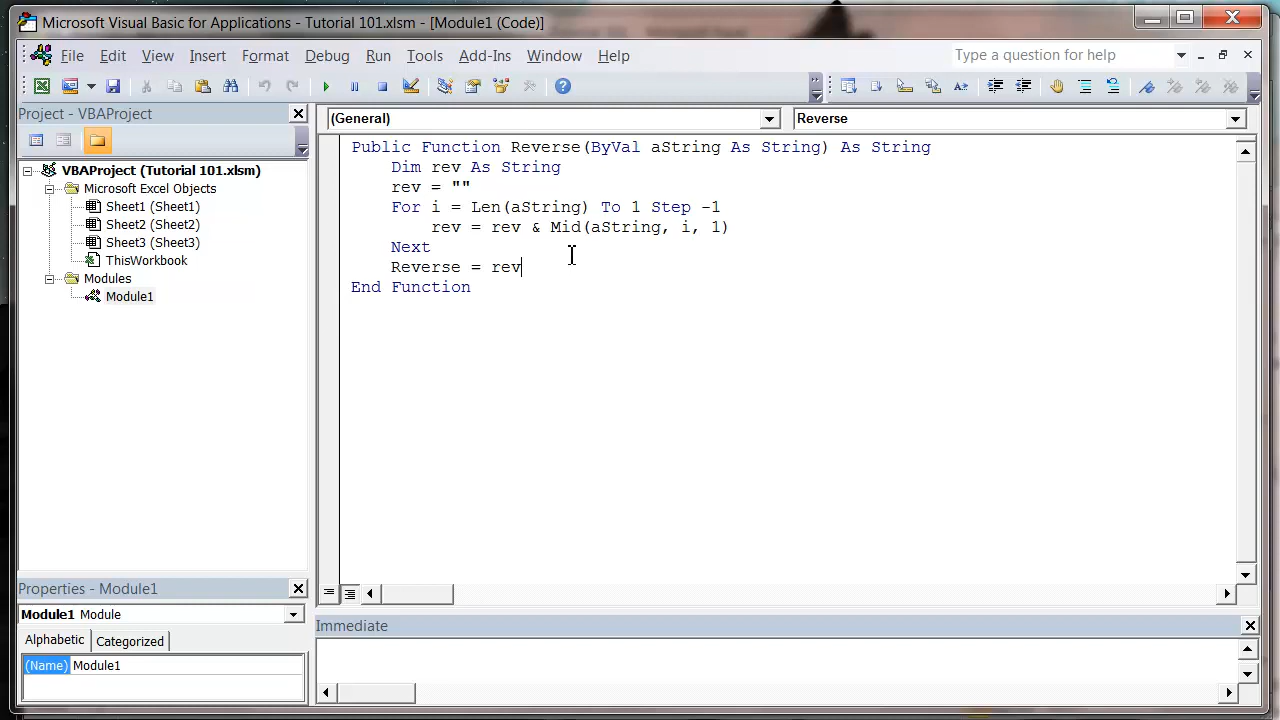 Microsoft Visual Basic for Applications - Tutorial 101.xlsm - [Module1 (Code)]
File Edit View Insert Format Debug Run Tools Add-Ins Window Help
Type a question for help
Project - VBAProject
(General)
Reverse
VBAProject (Tutorial 101.xlsm)
Microsoft Excel Objects
Sheet1 (Sheet1)
Sheet2 (Sheet2)
Sheet3 (Sheet3)
ThisWorkbook
Modules
Module1
Public Function Reverse(ByVal aString As String) As String
Dim rev As String
rev = ""
For i = Len(aString) To 1 Step -1
rev = rev & Mid(aString, i, 1)
Next
Reverse = rev
End Function
Properties - Module1
Module1 Module
Alphabetic Categorized
(Name) Module1
Immediate